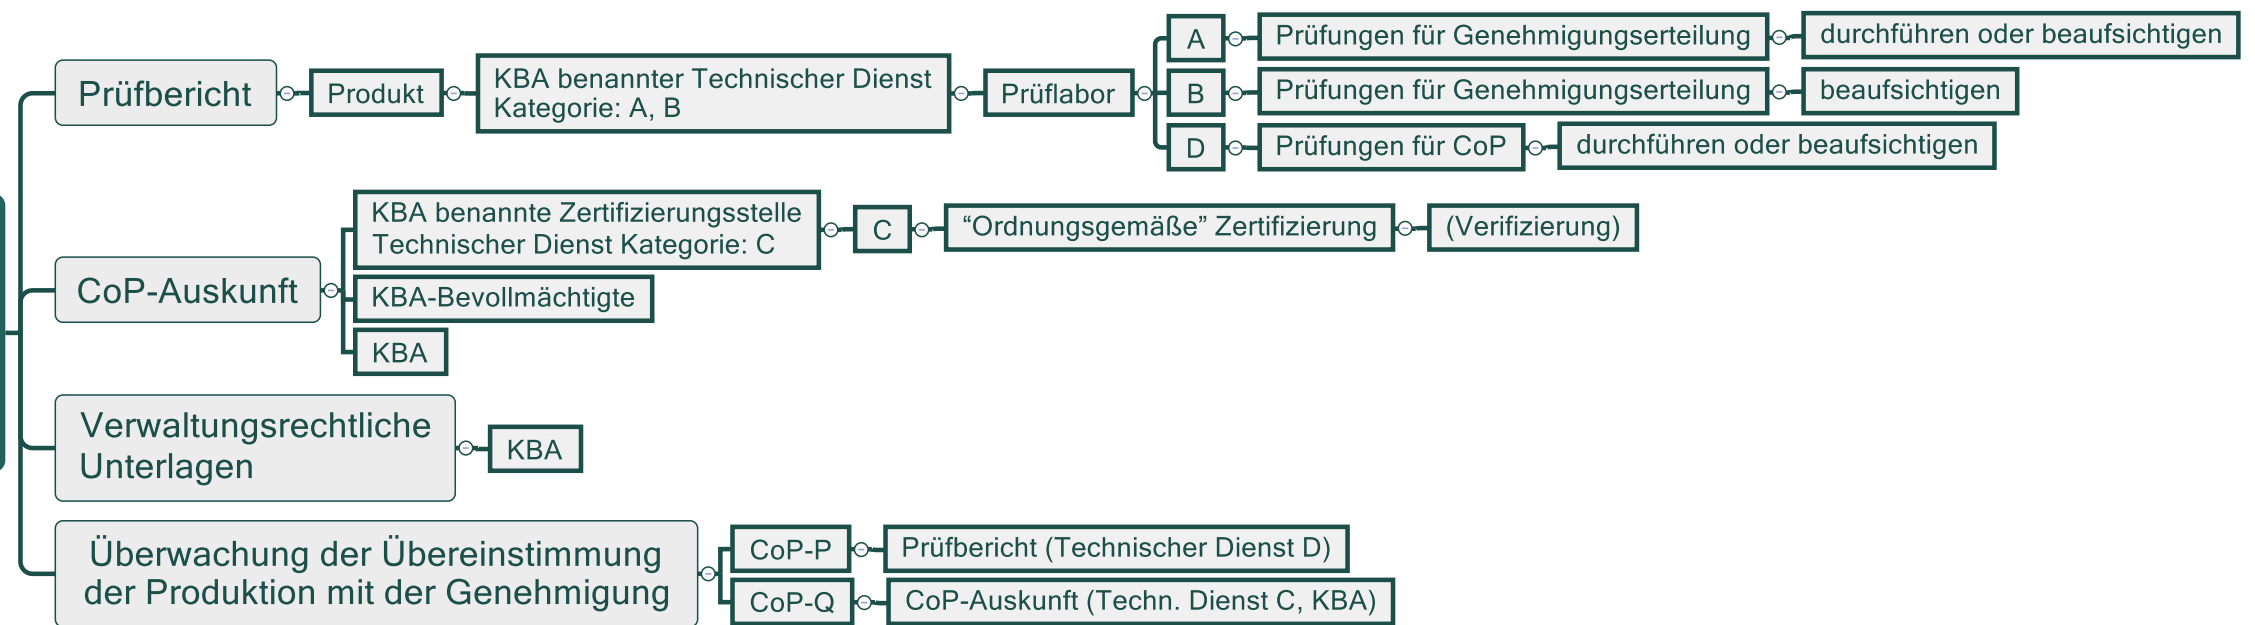 Prüfbericht
Produkt
KBA benannter Technischer Dienst
Kategorie: A, B
Prüflabor
A
Prüfungen für Genehmigungserteilung
durchführen oder beaufsichtigen
B
Prüfungen für Genehmigungserteilung
beaufsichtigen
D
Prüfungen für CoP
durchführen oder beaufsichtigen
CoP-Auskunft
KBA benannte Zertifizierungsstelle
Technischer Dienst Kategorie: C
C
“Ordnungsgemäße” Zertifizierung
(Verifizierung)
KBA-Bevollmächtigte
KBA
Verwaltungsrechtliche
Unterlagen
KBA
Überwachung der Übereinstimmung
der Produktion mit der Genehmigung
CoP-P
Prüfbericht (Technischer Dienst D)
CoP-Q
CoP-Auskunft (Techn. Dienst C, KBA)